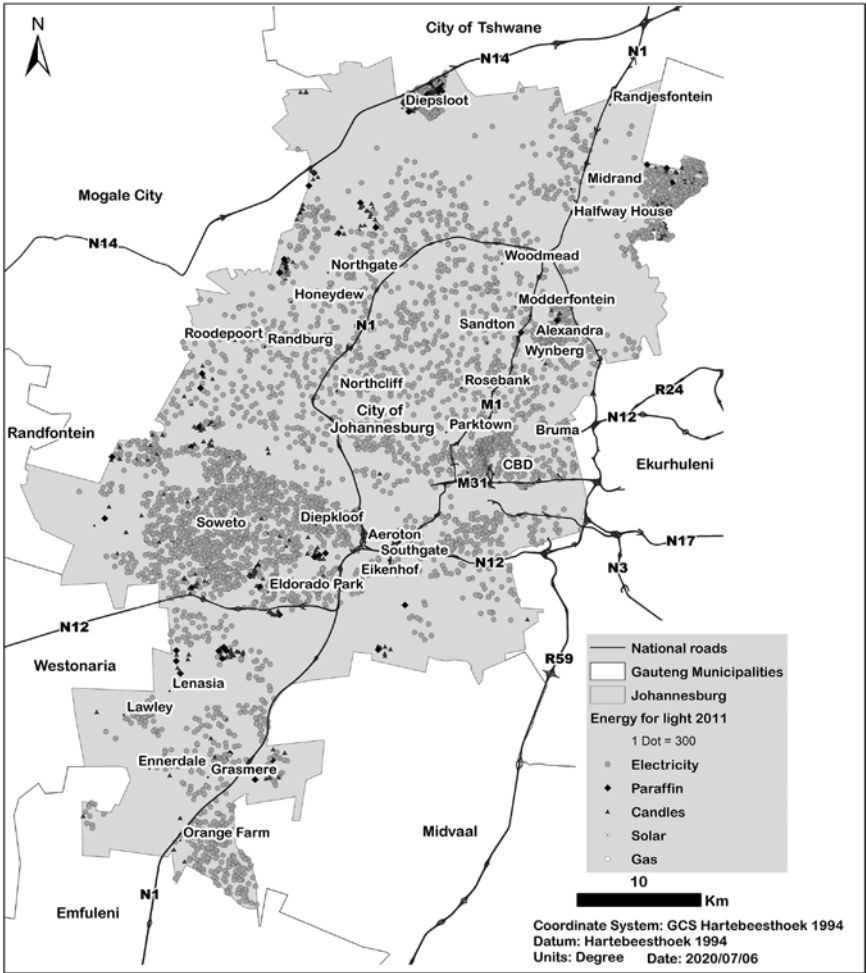 N
City of Tshwane
N14
N1
Diepsloot
Randjesfontein
Midrand
Mogale City
Halfway House
N14
Woodmead
Northgate
Honeydew
Modderfontein
N1
Sandton
Alexandra
Roodepoort
Randburg
Wynberg
Northcliff
Rosebank
R24
M1
City of
Johannesburg
Parktown
Bruma
N12
Randfontein
CBD
Ekurhuleni
M31
Soweto
Diepkloof
Aeroton
Southgate
N12
N17
Eikenhof
N3
Eldorado Park
N12
Westonaria
R59
Lenasia
Lawley
Ennerdale
Grasmere
Orange Farm
Midvaal
N1
Emfuleni
National roads
Gauteng Municipalities
Johannesburg
Energy for light 2011
1 Dot = 300
Electricity
Paraffin
Candles
Solar
Gas
10
Km
Coordinate System: GCS Hartebeesthoek 1994
Datum: Hartebeesthoek 1994
Units: Degree Date: 2020/07/06